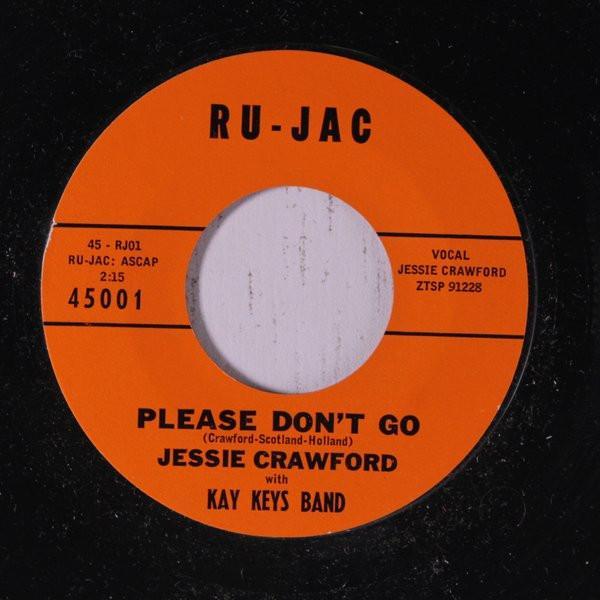 RU-JAC
45 - RJ01
RU-JAC: ASCAP
2:15
45001
VOCAL
JESSIE CRAWFORD
ZTSP 91228
PLEASE DON'T GO
(Crawford-Scotland-Holland)
JESSIE CRAWFORD
with
KAY KEYS BAND